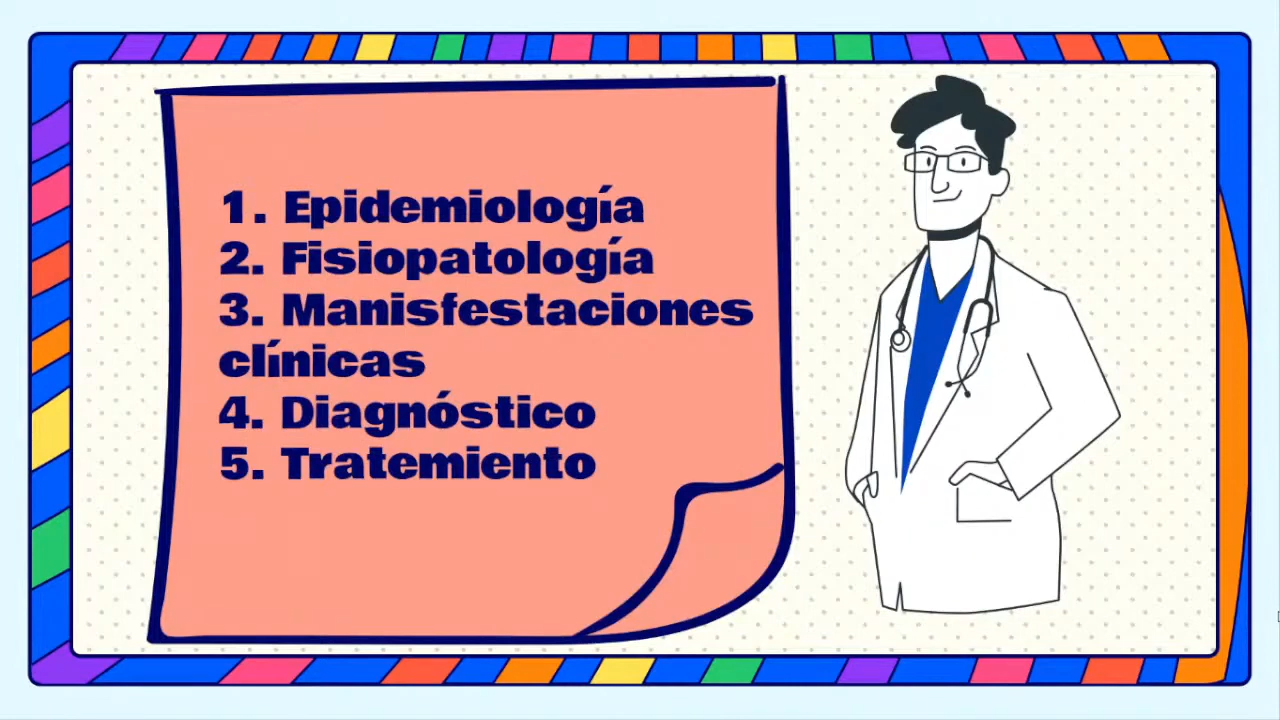 1. Epidemiología
2. Fisiopatología
3. Manisfestaciones
clínicas
4. Diagnóstico
5. Tratemiento